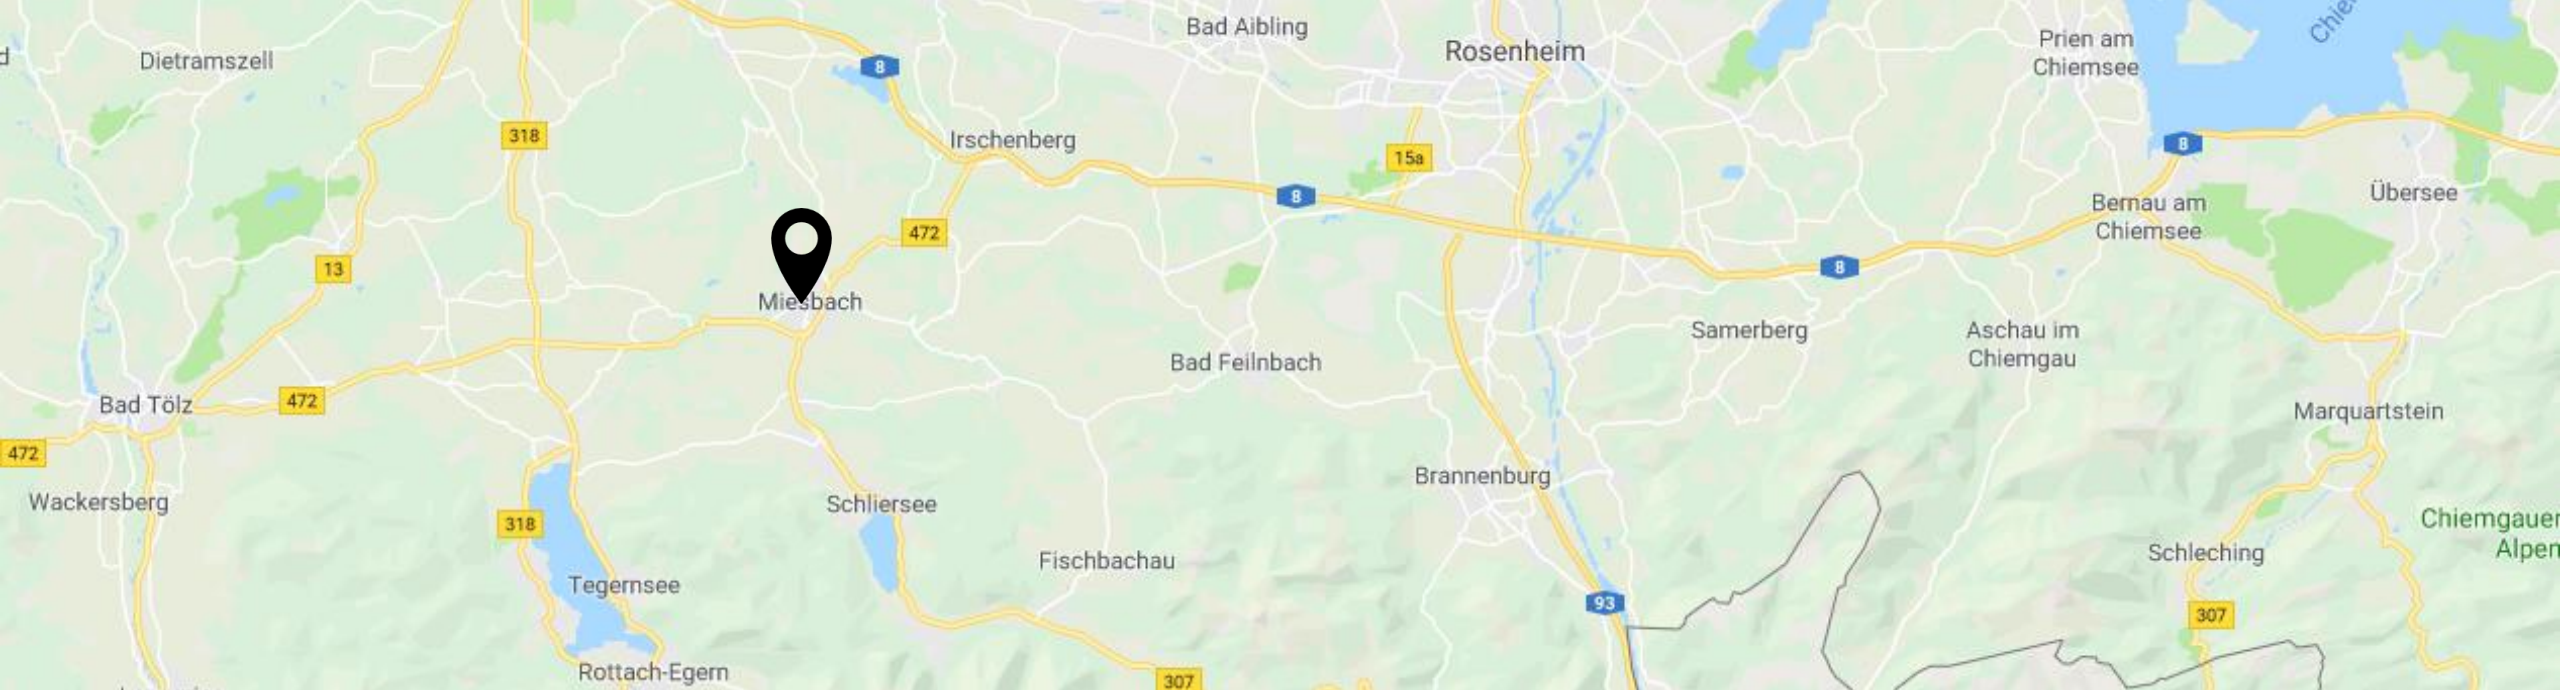 Bad Aibling
Rosenheim
Prien am
Chiemsee
Dietramszell
8
318
Irschenberg
15a
8
8
Übersee
Bernau am
Chiemsee
472
13
8
Miesbach
Samerberg
Aschau im
Chiemgau
Bad Feilnbach
Bad Tölz
472
Marquartstein
472
Brannenburg
Wackersberg
Schliersee
318
Chiemgauer
Alpen
Schleching
Fischbachau
Tegernsee
93
307
Rottach-Egern
307